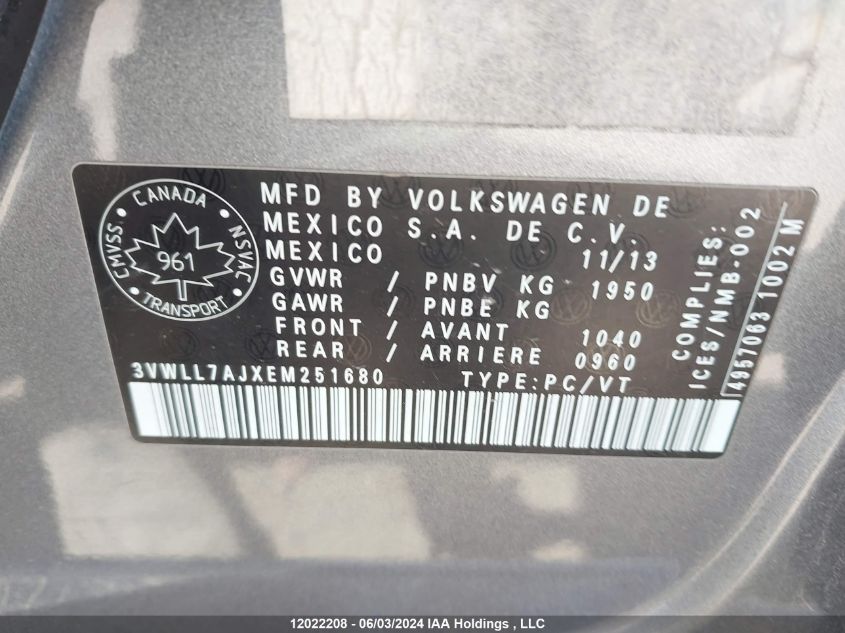 CANADA
CMVSS
NSVAC
961
TRANSPORT
MFD BY VOLKSWAGEN DE
MEXICO S.A. DE C.V.
MEXICO 11/13
GVWR / PNBV KG 1950
GAWR / PNBE KG
FRONT / AVANT 1040
REAR / ARRIERE 0960
3VWLL7AJXEM251680 TYPE:PC/VT
COMPLIES:
ICES/NMB-002
14957063 1002 M
12022208 - 06/03/2024 IAA Holdings , LLC